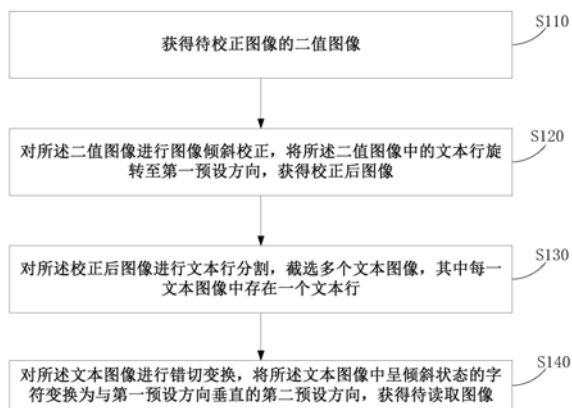 S110
获得待校正图像的二值图像
S120
对所述二值图像进行图像倾斜校正，将所述二值图像中的文本行旋
转至第一预设方向，获得校正后图像
S130
对所述校正后图像进行文本行分割，截选多个文本图像，其中每一
文本图像中存在一个文本行
S140
对所述文本图像进行错切变换，将所述文本图像中呈倾斜状态的字
符变换为与第一预设方向垂直的第二预设方向，获得待读取图像